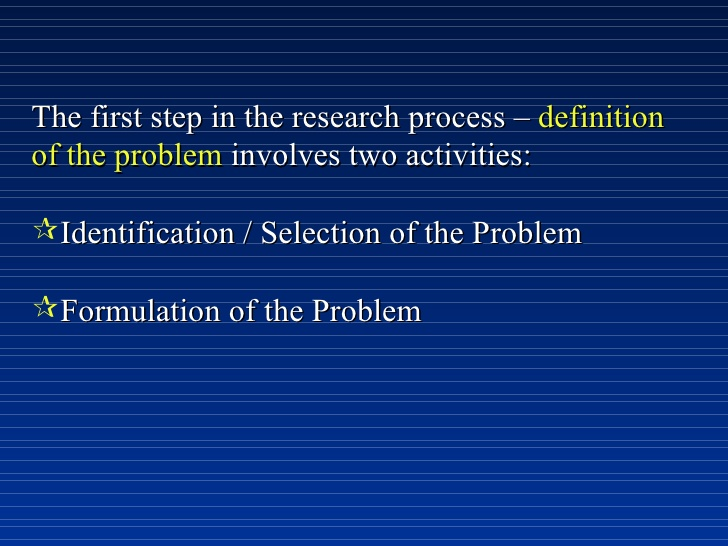 The first step in the research process – definition
of the problem involves two activities:
✰Identification / Selection of the Problem
✰Formulation of the Problem